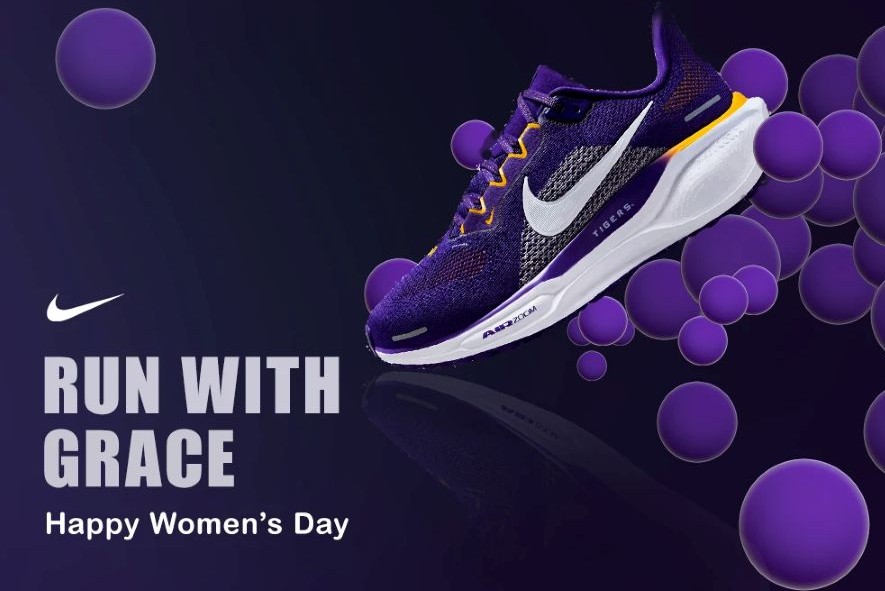 TIGERS
AIR ZOOM
RUN WITH
GRACE
Happy Women's Day